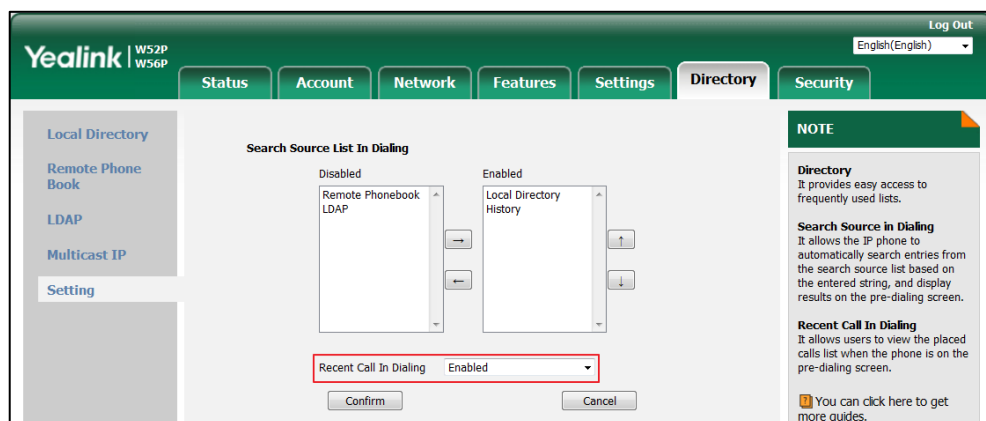 Log Out
Yealink | W52P
W56P
English(English)
Status Account Network Features Settings Directory Security
Local Directory
Remote Phone
Book
LDAP
Multicast IP
Setting
Search Source List In Dialing
Disabled
Enabled
Remote Phonebook
LDAP
Local Directory
History
→
←
↑
↓
Recent Call In Dialing Enabled
Confirm
Cancel
NOTE
Directory
It provides easy access to
frequently used lists.
Search Source in Dialing
It allows the IP phone to
automatically search entries from
the search source list based on
the entered string, and display
results on the pre-dialing screen.
Recent Call In Dialing
It allows users to view the placed
calls list when the phone is on the
pre-dialing screen.
You can click here to get
more guides.